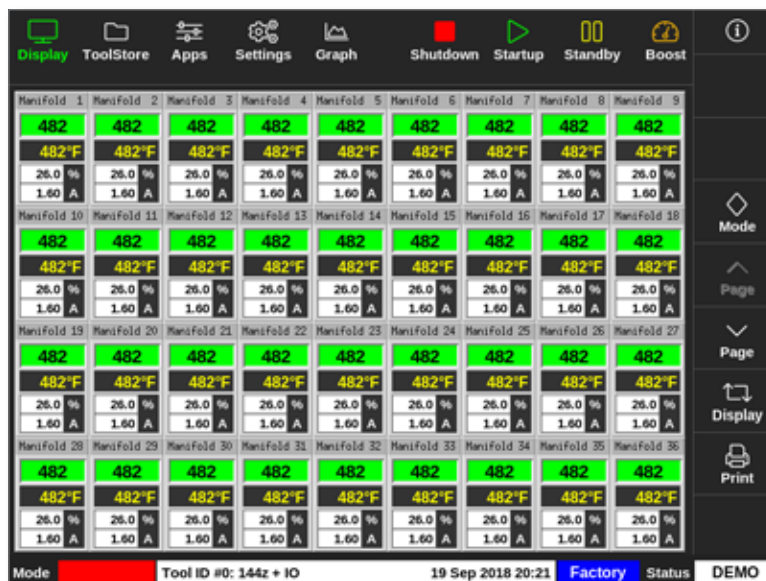 Display ToolStore Apps Settings Graph Shutdown Startup Standby Boost
Manifold 1 Manifold 2 Manifold 3 Manifold 4 Manifold 5 Manifold 6 Manifold 7 Manifold 8 Manifold 9
482 482 482 482 482 482 482 482 482
482°F 482°F 482°F 482°F 482°F 482°F 482°F 482°F 482°F
26.0 % 26.0 % 26.0 % 26.0 % 26.0 % 26.0 % 26.0 % 26.0 % 26.0 %
1.60 A 1.60 A 1.60 A 1.60 A 1.60 A 1.60 A 1.60 A 1.60 A 1.60 A
Manifold 10 Manifold 11 Manifold 12 Manifold 13 Manifold 14 Manifold 15 Manifold 16 Manifold 17 Manifold 18
482 482 482 482 482 482 482 482 482
482°F 482°F 482°F 482°F 482°F 482°F 482°F 482°F 482°F
26.0 % 26.0 % 26.0 % 26.0 % 26.0 % 26.0 % 26.0 % 26.0 % 26.0 %
1.60 A 1.60 A 1.60 A 1.60 A 1.60 A 1.60 A 1.60 A 1.60 A 1.60 A
Manifold 19 Manifold 20 Manifold 21 Manifold 22 Manifold 23 Manifold 24 Manifold 25 Manifold 26 Manifold 27
482 482 482 482 482 482 482 482 482
482°F 482°F 482°F 482°F 482°F 482°F 482°F 482°F 482°F
26.0 % 26.0 % 26.0 % 26.0 % 26.0 % 26.0 % 26.0 % 26.0 % 26.0 %
1.60 A 1.60 A 1.60 A 1.60 A 1.60 A 1.60 A 1.60 A 1.60 A 1.60 A
Manifold 28 Manifold 29 Manifold 30 Manifold 31 Manifold 32 Manifold 33 Manifold 34 Manifold 35 Manifold 36
482 482 482 482 482 482 482 482 482
482°F 482°F 482°F 482°F 482°F 482°F 482°F 482°F 482°F
26.0 % 26.0 % 26.0 % 26.0 % 26.0 % 26.0 % 26.0 % 26.0 % 26.0 %
1.60 A 1.60 A 1.60 A 1.60 A 1.60 A 1.60 A 1.60 A 1.60 A 1.60 A
Mode
Page
Page
Display
Print
Mode Tool ID #0: 144z + IO 19 Sep 2018 20:21 Factory Status DEMO